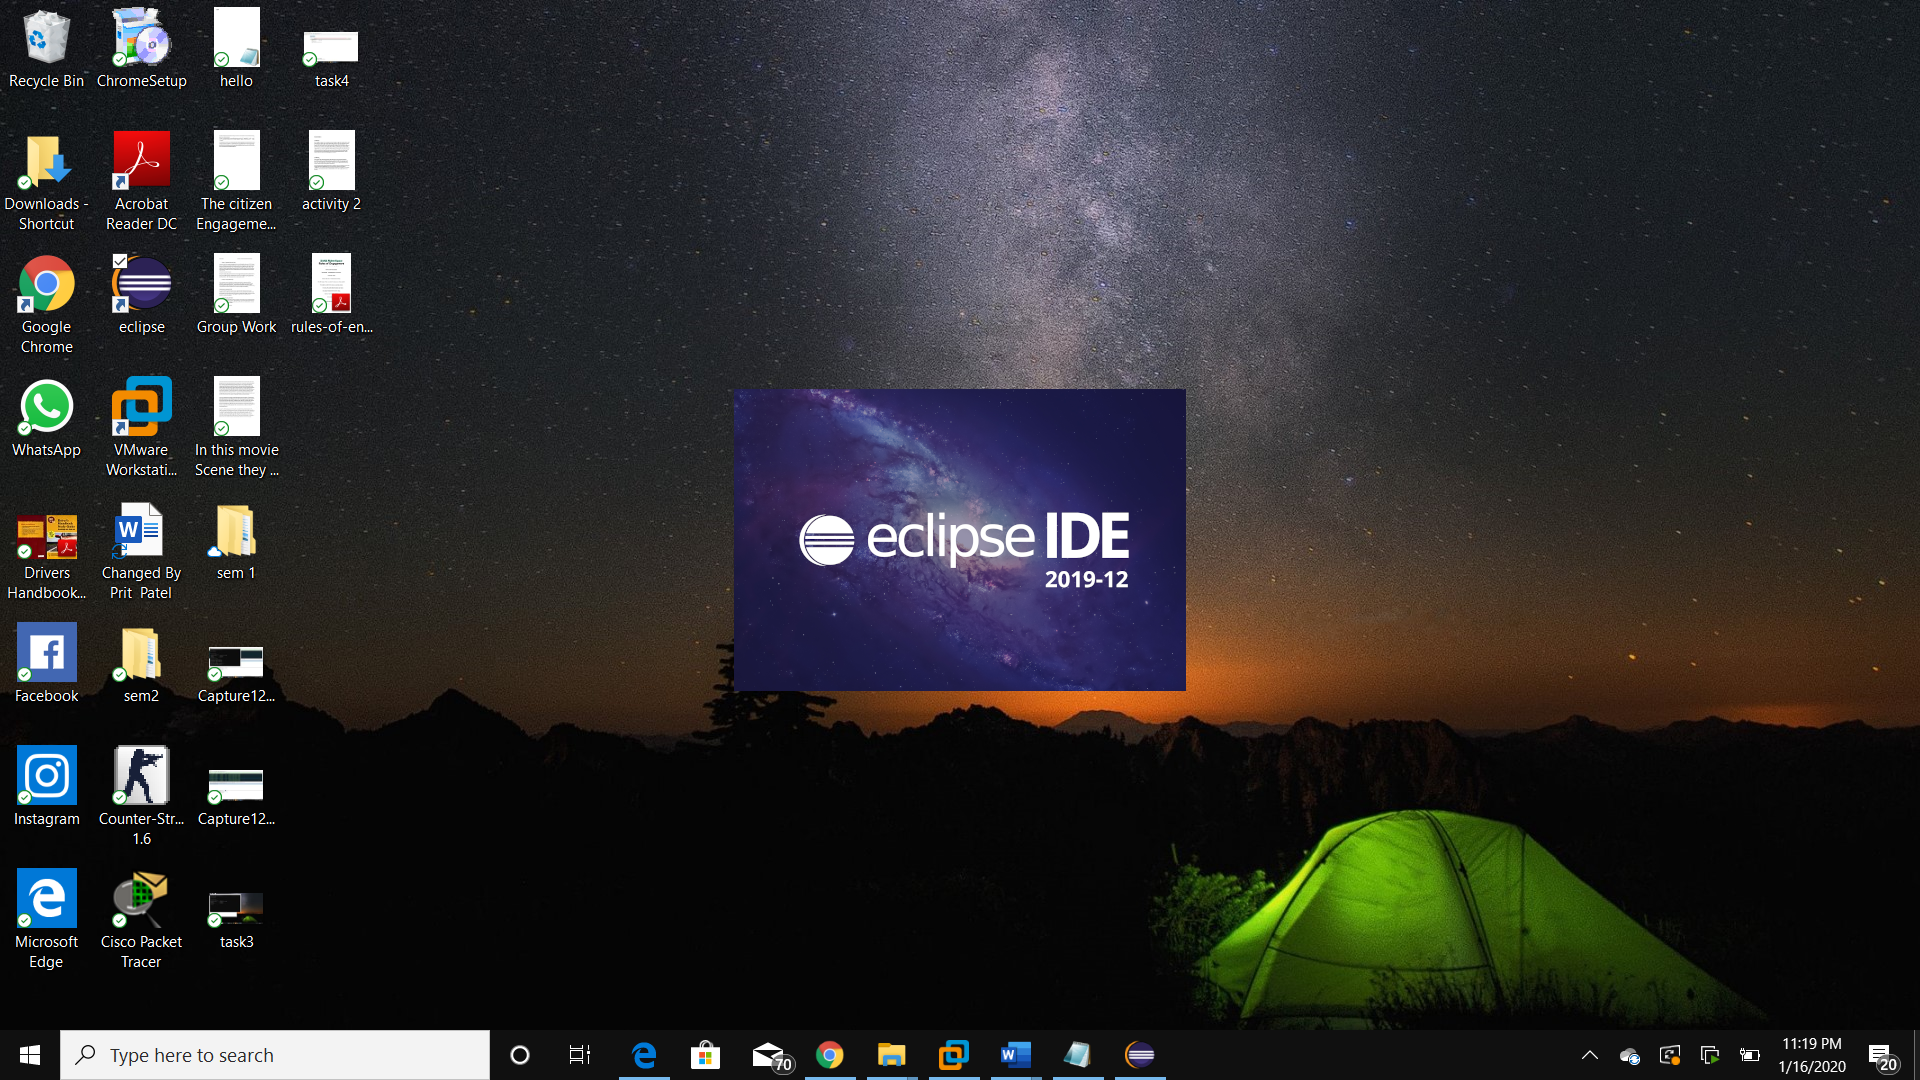 Recycle Bin
ChromeSetup
hello
task4
Downloads -
Shortcut
Acrobat
Reader DC
The citizen
Engageme...
activity 2
Google
Chrome
eclipse
Group Work
rules-of-en...
WhatsApp
VMware
Workstati...
In this movie
Scene they ...
Drivers
Handbook...
Changed By
Prit Patel
sem 1
Facebook
sem2
Capture12...
Instagram
Counter-Str...
1.6
Capture12...
Microsoft
Edge
Cisco Packet
Tracer
task3
eclipse IDE
2019-12
Type here to search
70
11:19 PM
1/16/2020
20